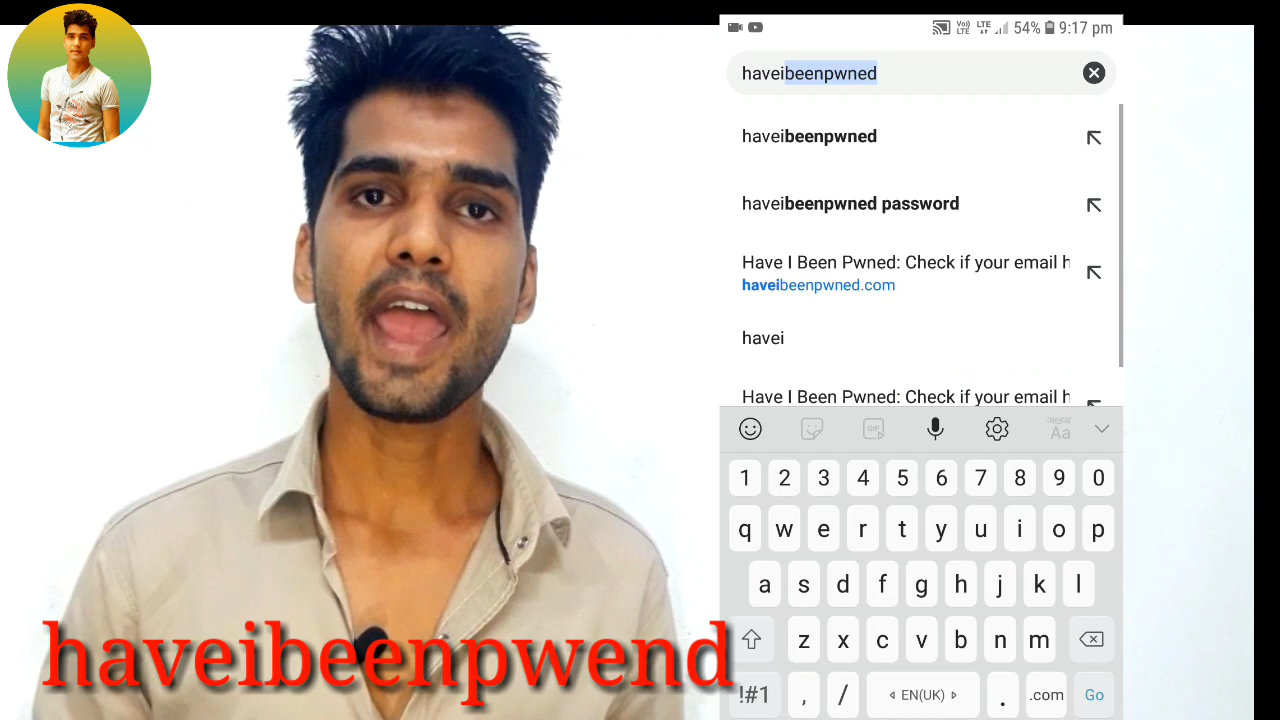 Vo)) LTE LTE 54% 9:17 pm
haveibeenpwned
haveibeenpwned
haveibeenpwned password
Have I Been Pwned: Check if your email h
haveibeenpwned.com
havei
Have I Been Pwned: Check if your email h
Aa
1 2 3 4 5 6 7 8 9 0
q w e r t y u i o p
a s d f g h j k l
z x c v b n m
!#1 , / EN(UK) . .com Go
haveibeenpwend